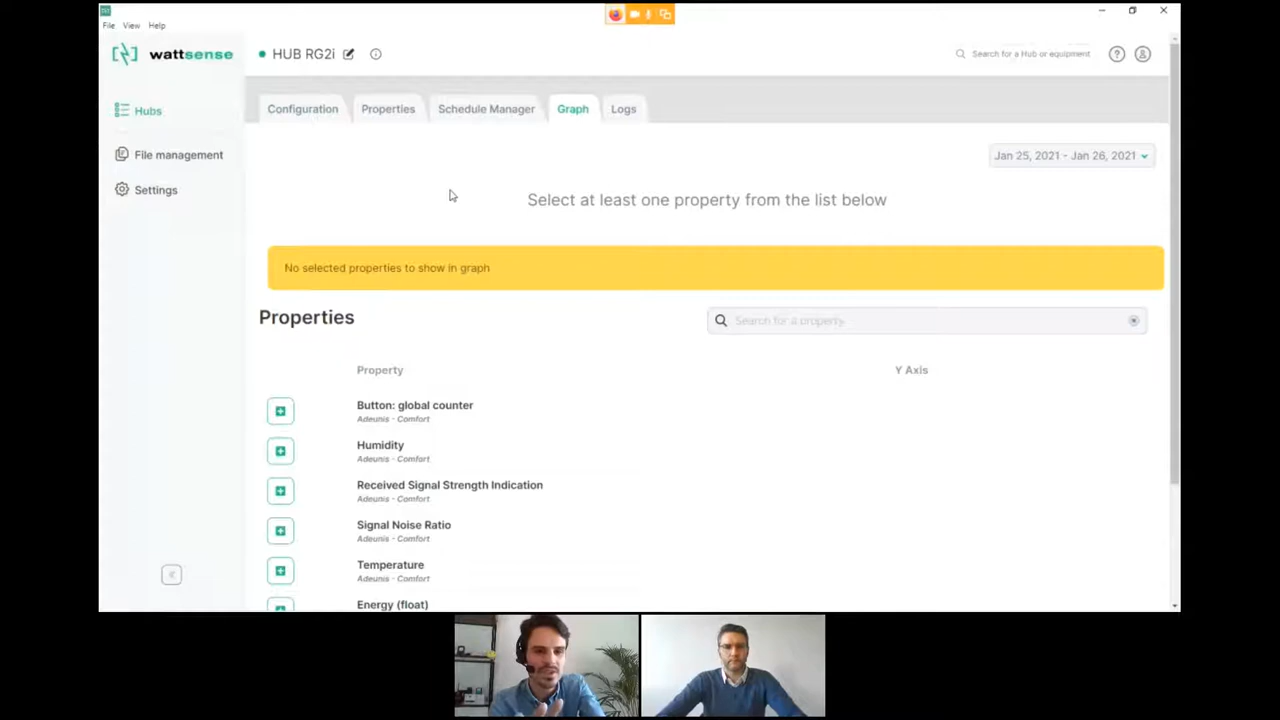 File View Help
wattsense
HUB RG2i
Search for a Hub or equipment
Hubs
File management
Settings
Configuration
Properties
Schedule Manager
Graph
Logs
Jan 25, 2021 - Jan 26, 2021
Select at least one property from the list below
No selected properties to show in graph
Properties
Search for a property
Property
Y Axis
Button: global counter
Adeunis - Comfort
Humidity
Adeunis - Comfort
Received Signal Strength Indication
Adeunis - Comfort
Signal Noise Ratio
Adeunis - Comfort
Temperature
Adeunis - Comfort
Energy (float)